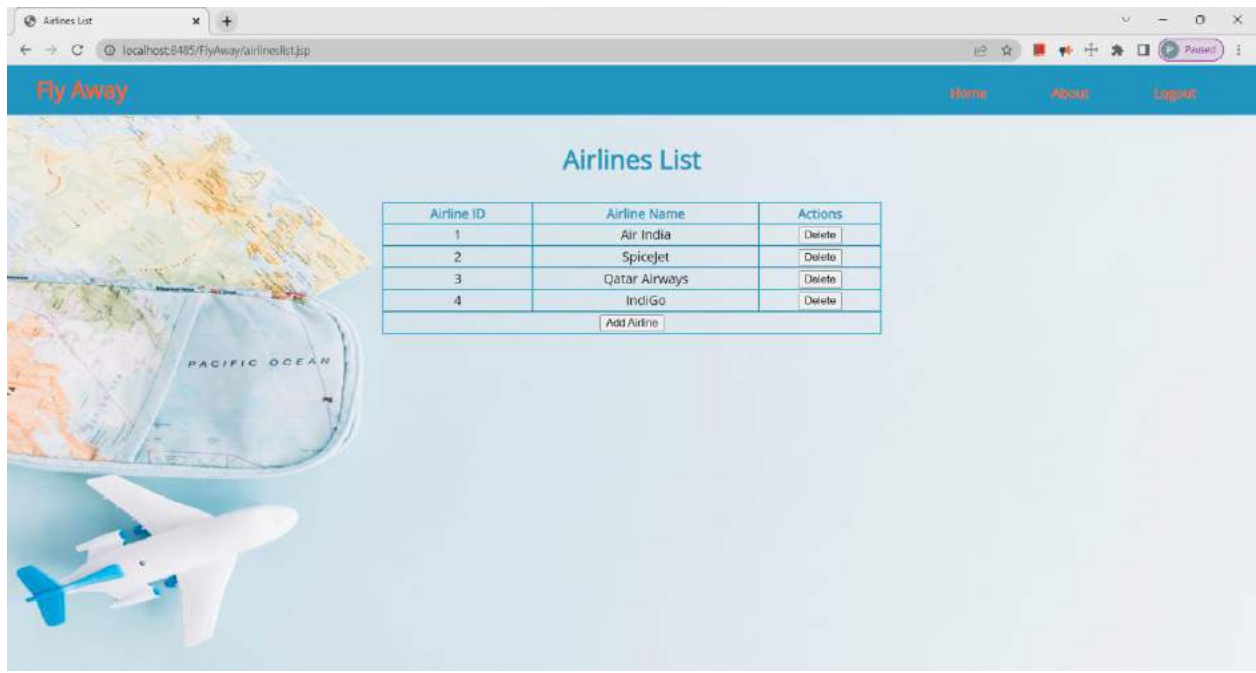 Airlines List
localhost:8485/FlyAway/airlineslist.jsp
P Paused
Fly Away Home About Logout
Airlines List
Airline ID Airline Name Actions
1 Air India Delete
2 SpiceJet Delete
3 Qatar Airways Delete
4 IndiGo Delete
Add Airline
PACIFIC OCEAN